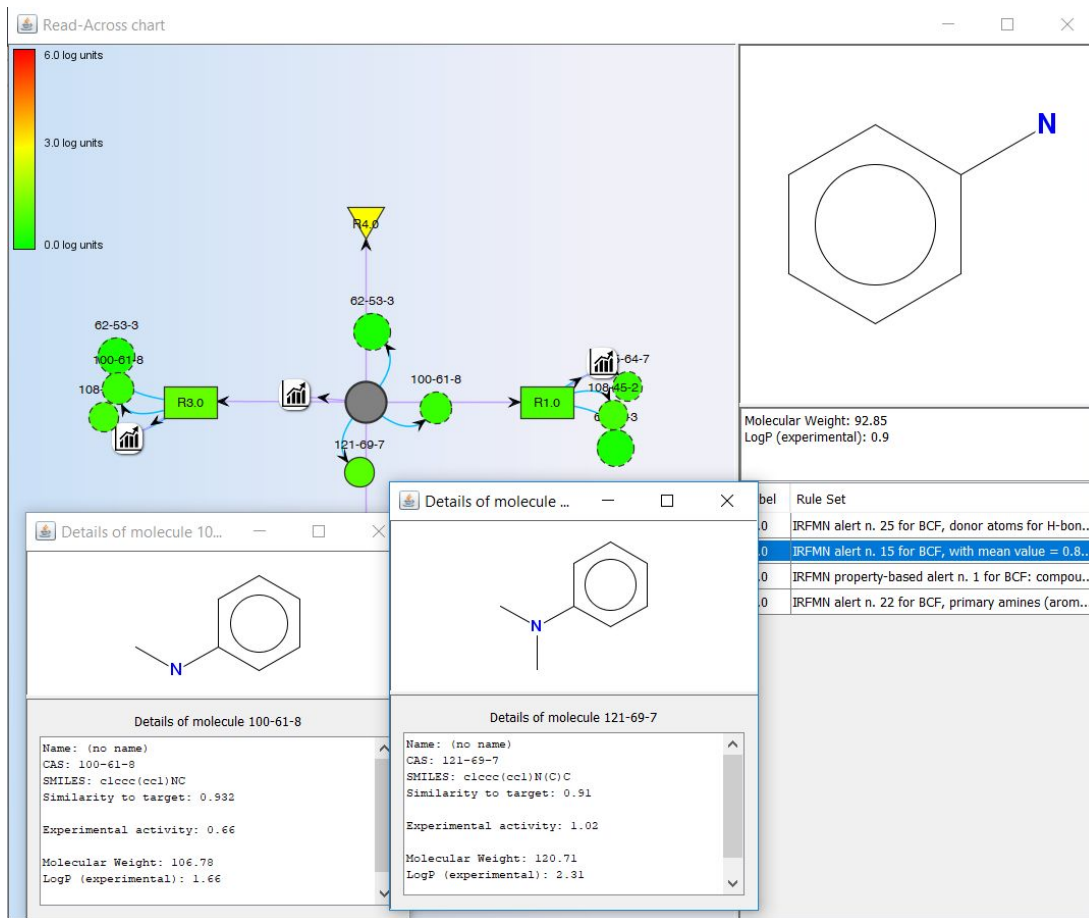 Read-Across chart
6.0 log units
3.0 log units
0.0 log units
R4.0
62-53-3
62-53-3
100-61-8
R3.0
100-61-8
R1.0
108-45-2
121-69-7
N
Molecular Weight: 92.85
LogP (experimental): 0.9
Rule Set
.0 IRFMN alert n. 25 for BCF, donor atoms for H-bon...
.0 IRFMN alert n. 15 for BCF, with mean value = 0.8...
.0 IRFMN property-based alert n. 1 for BCF: compou...
.0 IRFMN alert n. 22 for BCF, primary amines (arom...
Details of molecule 10...
N
Details of molecule 100-61-8
Name: (no name)
CAS: 100-61-8
SMILES: c1ccc(cc1)NC
Similarity to target: 0.932
Experimental activity: 0.66
Molecular Weight: 106.78
LogP (experimental): 1.66
Details of molecule ...
N
Details of molecule 121-69-7
Name: (no name)
CAS: 121-69-7
SMILES: c1ccc(cc1)N(C)C
Similarity to target: 0.91
Experimental activity: 1.02
Molecular Weight: 120.71
LogP (experimental): 2.31